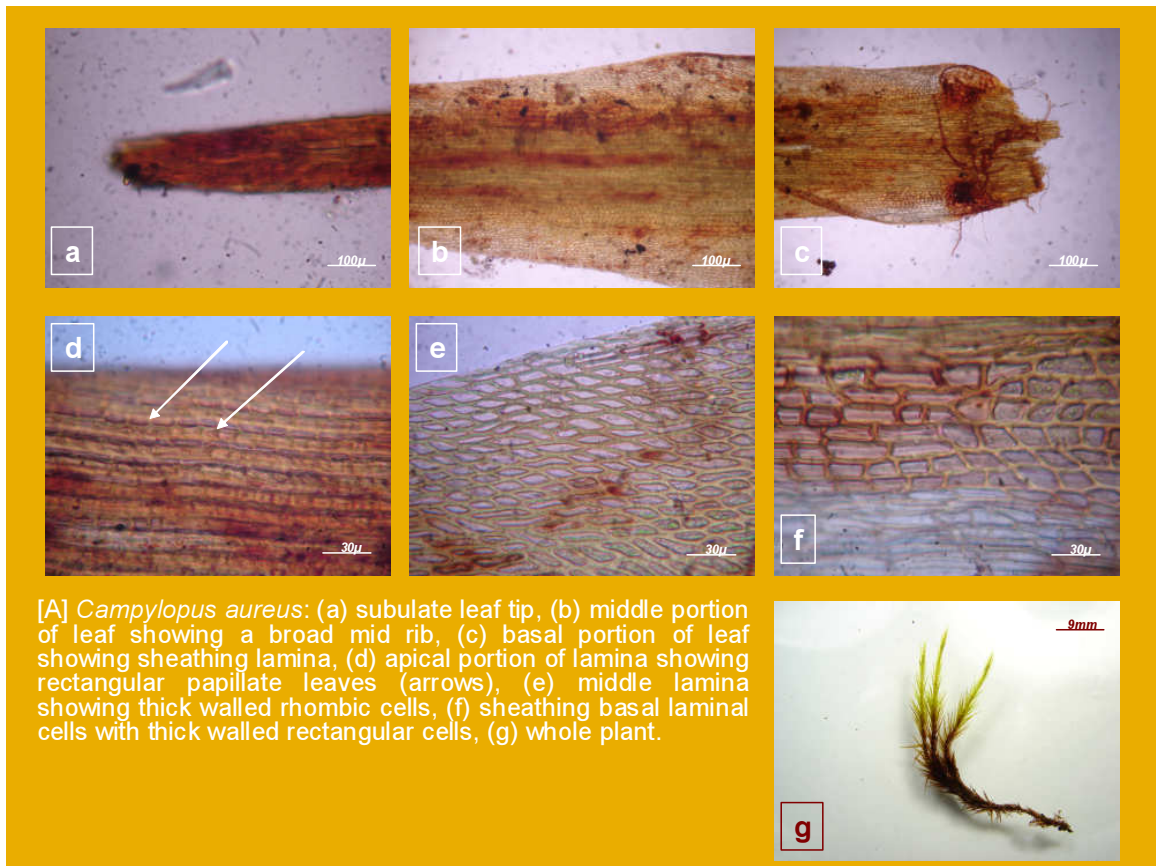 a
100µ
b
100µ
c
100µ
d
30µ
e
30µ
f
30µ
[A] Campylopus aureus: (a) subulate leaf tip, (b) middle portion
of leaf showing a broad mid rib, (c) basal portion of leaf
showing sheathing lamina, (d) apical portion of lamina showing
rectangular papillate leaves (arrows), (e) middle lamina
showing thick walled rhombic cells, (f) sheathing basal laminal
cells with thick walled rectangular cells, (g) whole plant.
9mm
g